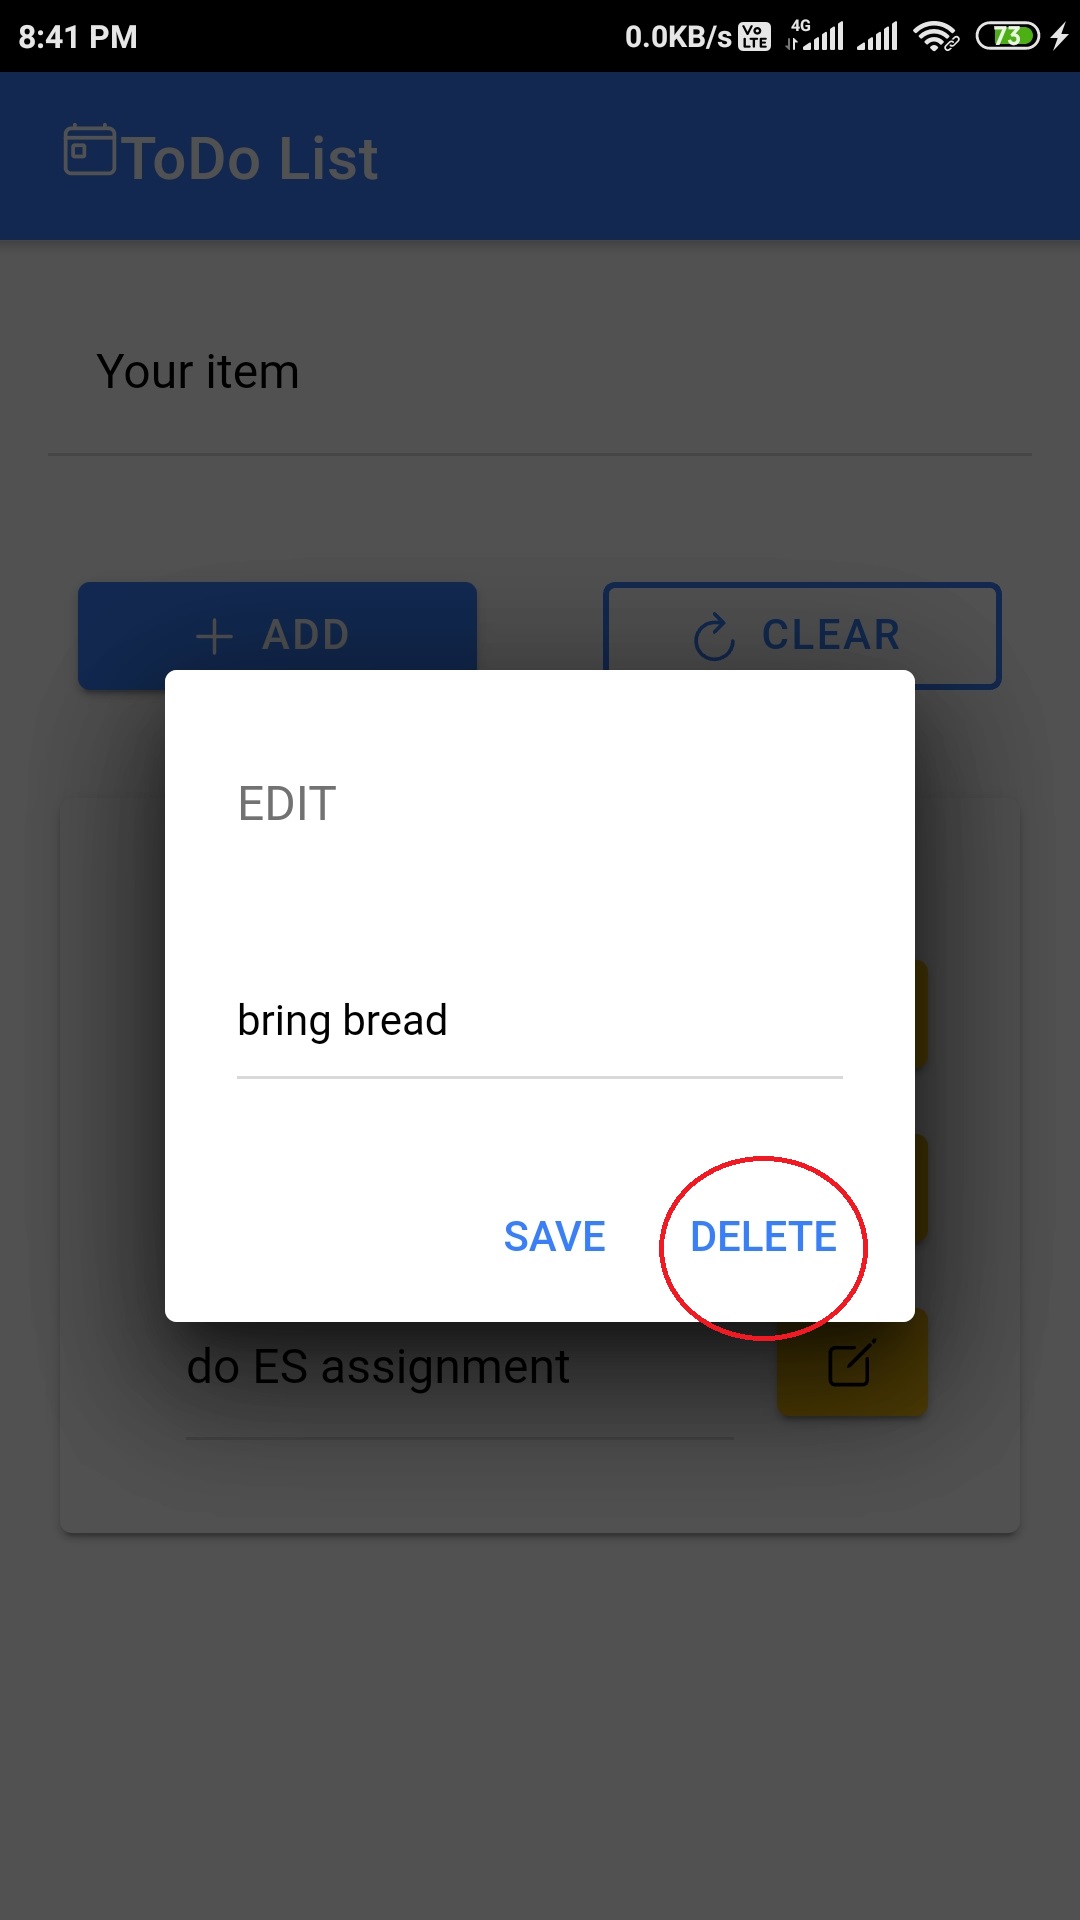 8:41 PM 0.0KB/s Vo LTE 4G 73
ToDo List
Your item
ADD CLEAR
EDIT
bring bread
SAVE DELETE
do ES assignment